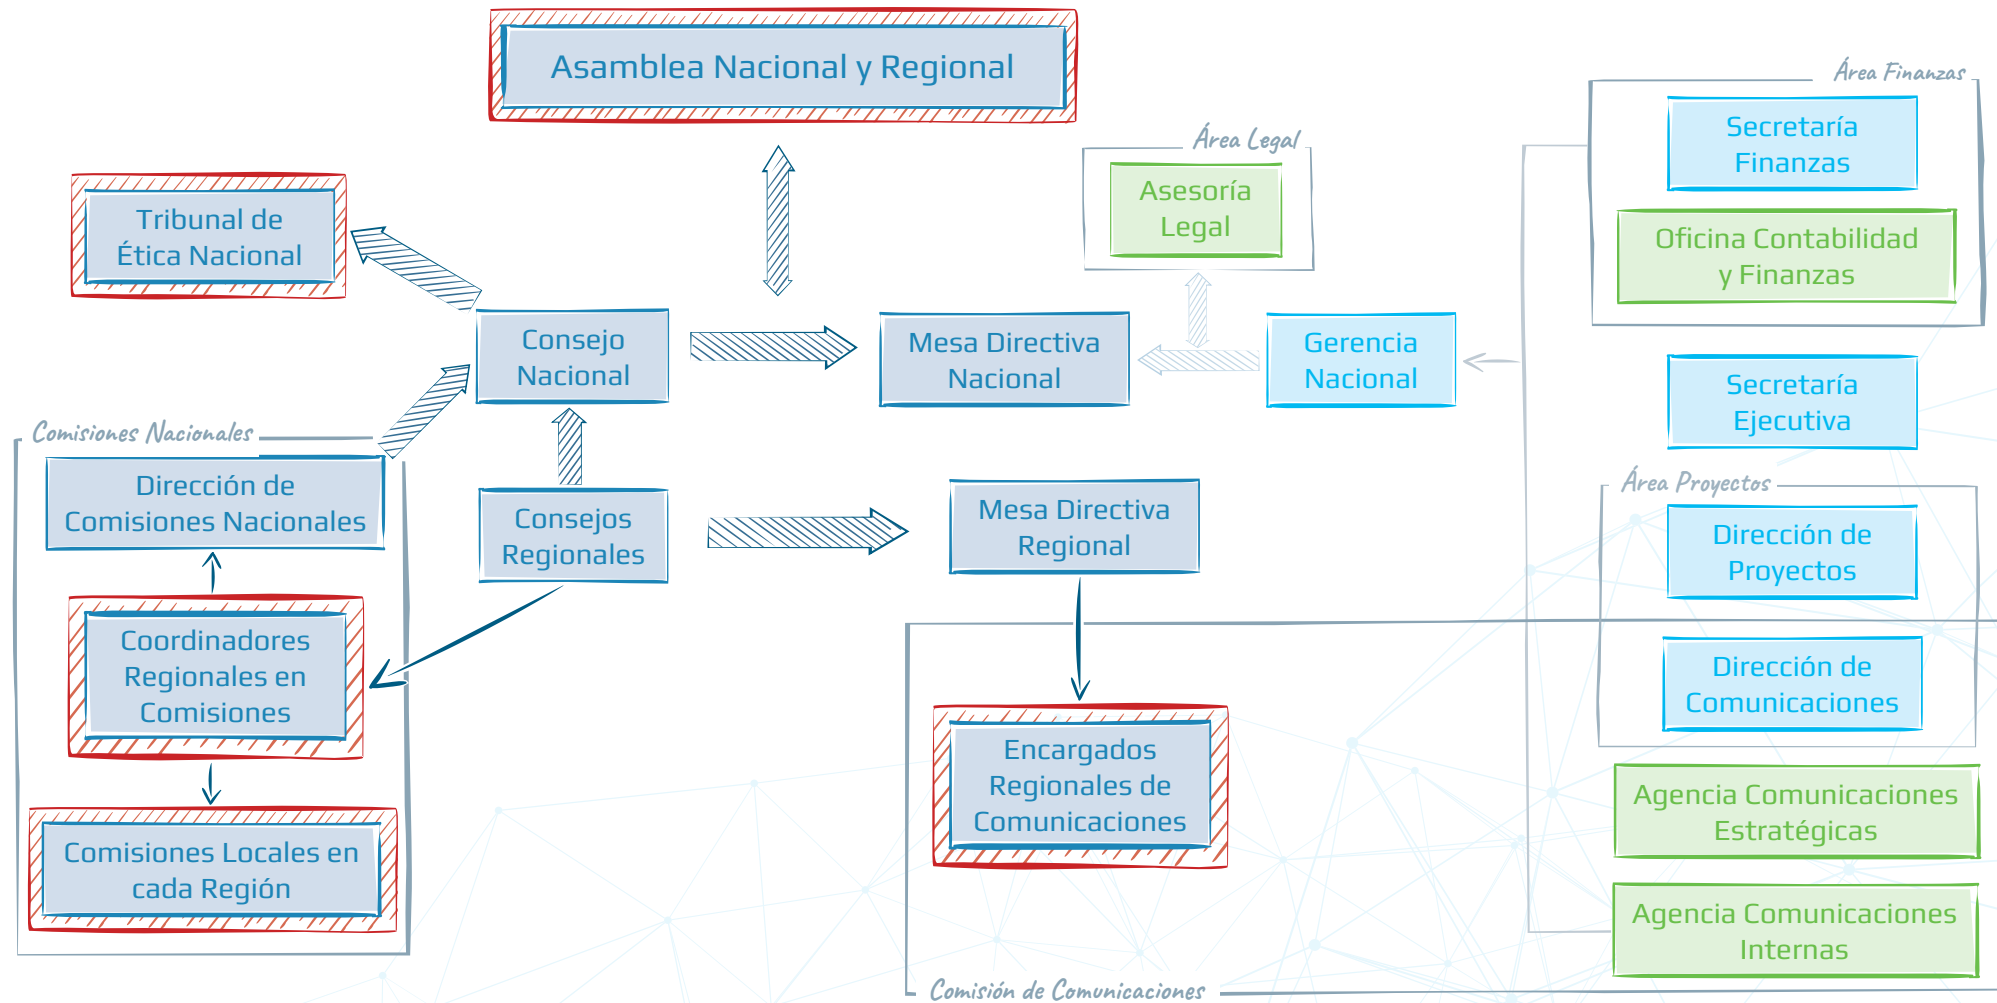 Asamblea Nacional y Regional
Área Finanzas
Secretaría
Finanzas
Oficina Contabilidad
y Finanzas
Área Legal
Asesoría
Legal
Tribunal de
Ética Nacional
Consejo
Nacional
Mesa Directiva
Nacional
Gerencia
Nacional
Secretaría
Ejecutiva
Comisiones Nacionales
Dirección de
Comisiones Nacionales
Consejos
Regionales
Mesa Directiva
Regional
Área Proyectos
Dirección de
Proyectos
Coordinadores
Regionales en
Comisiones
Dirección de
Comunicaciones
Encargados
Regionales de
Comunicaciones
Agencia Comunicaciones
Estratégicas
Comisiones Locales en
cada Región
Agencia Comunicaciones
Internas
Comisión de Comunicaciones